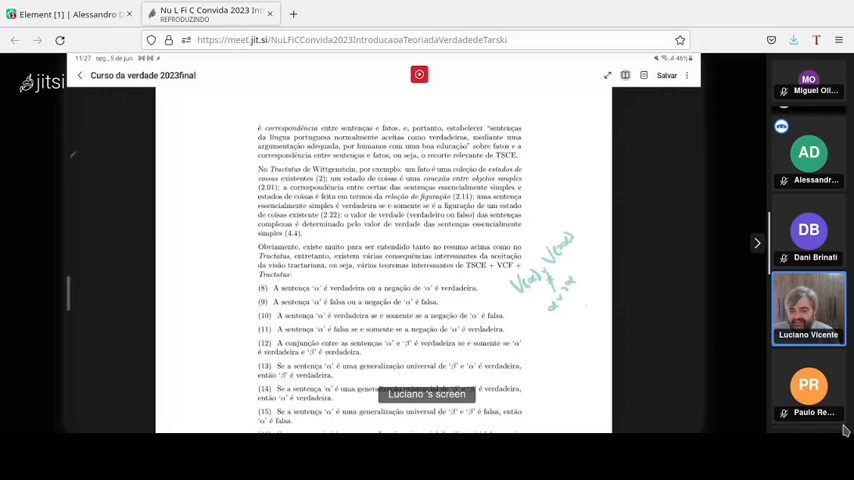 Element [1] | Alessandro D
Nu L Fi C Convida 2023 Int
REPRODUZINDO
https://meet.jit.si/NuLFiCConvida2023IntroducaoaTeoriadaVerdadedeTarski
11:27 seg., 5 de jun.
46%
jitsi
Curso da verdade 2023final
Salvar
é correspondência entre sentenças e fatos, e, portanto, estabelecer “sentenças
da língua portuguesa normalmente aceitas como verdadeiras, mediante uma
argumentação adequada, por humanos com uma boa educação” sobre fatos e a
correspondência entre sentenças e fatos, ou seja, o recorte relevante de TSCE.
No Tractatus de Wittgenstein, por exemplo: um fato é uma coleção de estados de
coisas existentes (2); um estado de coisas é uma conexão entre objetos simples
(2.01); a correspondência entre certas das sentenças essencialmente simples e
estados de coisas é feita em termos da relação de figuração (2.11); uma sentença
essencialmente simples é verdadeira se e somente se é a figuração de um estado
de coisas existente (2.22); o valor de verdade (verdadeiro ou falso) das sentenças
complexas é determinado pelo valor de verdade das sentenças essencialmente
simples (4.4).
Obviamente, existe muito para ser entendido tanto no resumo acima como no
Tractatus, entretanto, existem várias consequências interessantes da aceitação
da visão tractariana, ou seja, vários teoremas interessantes de TSCE + VCF +
Tractatus:
(8) A sentença ‘α’ é verdadeira ou a negação de ‘α’ é verdadeira.
(9) A sentença ‘α’ é falsa ou a negação de ‘α’ é falsa.
(10) A sentença ‘α’ é verdadeira se e somente se a negação de ‘α’ é falsa.
(11) A sentença ‘α’ é falsa se e somente se a negação de ‘α’ é verdadeira.
(12) A conjunção entre as sentenças ‘α’ e ‘β’ é verdadeira se e somente se ‘α’
é verdadeira e ‘β’ é verdadeira.
(13) Se a sentença ‘α’ é uma generalização universal de ‘β’ e ‘α’ é verdadeira,
então ‘β’ é verdadeira.
(14) Se a sentença ‘α’ é uma generalização existencial de ‘β’ e ‘β’ é verdadeira,
então ‘α’ é verdadeira.
(15) Se a sentença ‘α’ é uma generalização universal de ‘β’ e ‘β’ é falsa, então
‘α’ é falsa.
Luciano 's screen
MO
Miguel Oli...
AD
Alessandr...
DB
Dani Brinati
Luciano Vicente
PR
Paulo Re...